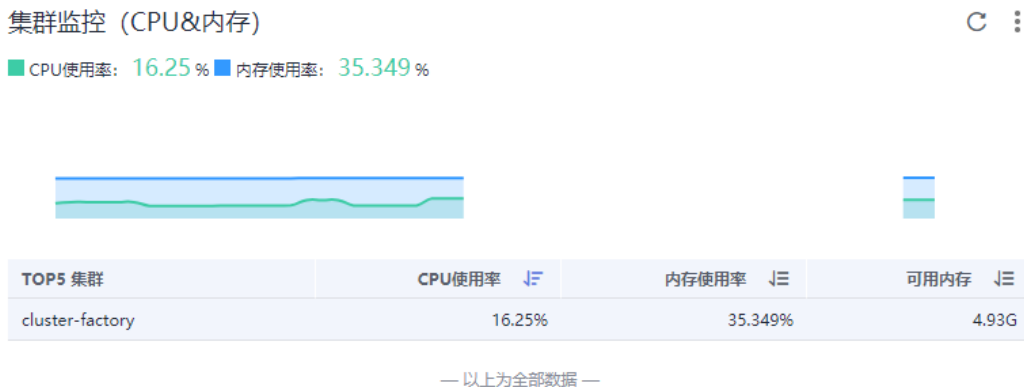 集群监控（CPU&内存）
CPU使用率： 16.25 % 内存使用率： 35.349 %
TOP5 集群 CPU使用率 内存使用率 可用内存
cluster-factory 16.25% 35.349% 4.93G
— 以上为全部数据 —